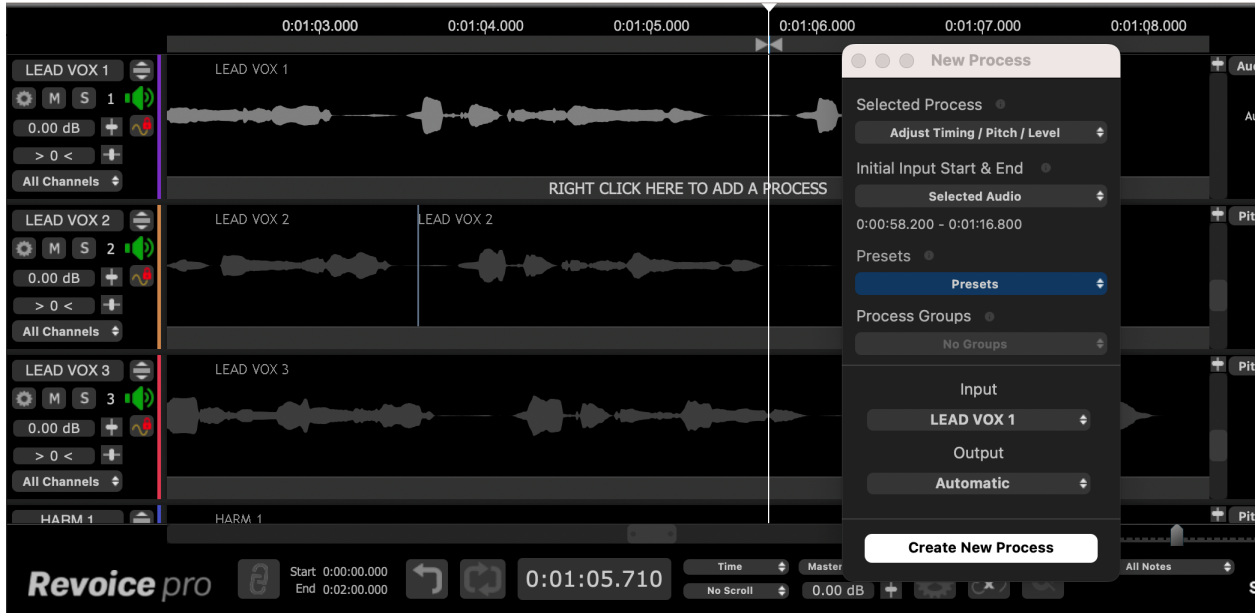 0:01:03.000 0:01:04.000 0:01:05.000 0:01:06.000 0:01:07.000 0:01:08.000
LEAD VOX 1
LEAD VOX 1
M S 1
0.00 dB
> 0 <
All Channels
RIGHT CLICK HERE TO ADD A PROCESS
LEAD VOX 2
LEAD VOX 2 LEAD VOX 2
M S 2
0.00 dB
> 0 <
All Channels
LEAD VOX 3
LEAD VOX 3
M S 3
0.00 dB
> 0 <
All Channels
HARM 1
HARM 1
New Process
Selected Process
Adjust Timing / Pitch / Level
Initial Input Start & End
Selected Audio
0:00:58.200 - 0:01:16.800
Presets
Presets
Process Groups
No Groups
Input
LEAD VOX 1
Output
Automatic
Create New Process
Au
Au
Pit
Pit
Pit
Revoice pro
Start 0:00:00.000
End 0:02:00.000
0:01:05.710
Time
No Scroll
Master
0.00 dB
All Notes